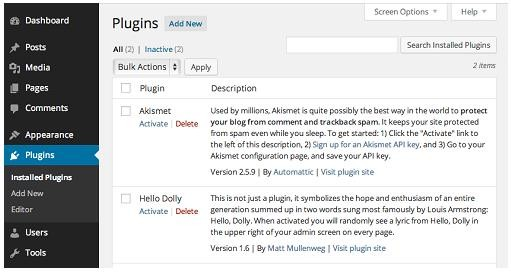 Dashboard
Posts
Media
Pages
Comments
Appearance
Plugins
Installed Plugins
Add New
Editor
Users
Tools
Screen Options
Help
Plugins Add New
All (2) | Inactive (2)
Search Installed Plugins
Bulk Actions Apply
2 items
Plugin Description
Akismet
Activate | Delete
Used by millions, Akismet is quite possibly the best way in the world to protect
your blog from comment and trackback spam. It keeps your site protected
from spam even while you sleep. To get started: 1) Click the "Activate" link to
the left of this description, 2) Sign up for an Akismet API key, and 3) Go to your
Akismet configuration page, and save your API key.
Version 2.5.9 | By Automattic | Visit plugin site
Hello Dolly
Activate | Delete
This is not just a plugin, it symbolizes the hope and enthusiasm of an entire
generation summed up in two words sung most famously by Louis Armstrong:
Hello, Dolly. When activated you will randomly see a lyric from Hello, Dolly in
the upper right of your admin screen on every page.
Version 1.6 | By Matt Mullenweg | Visit plugin site